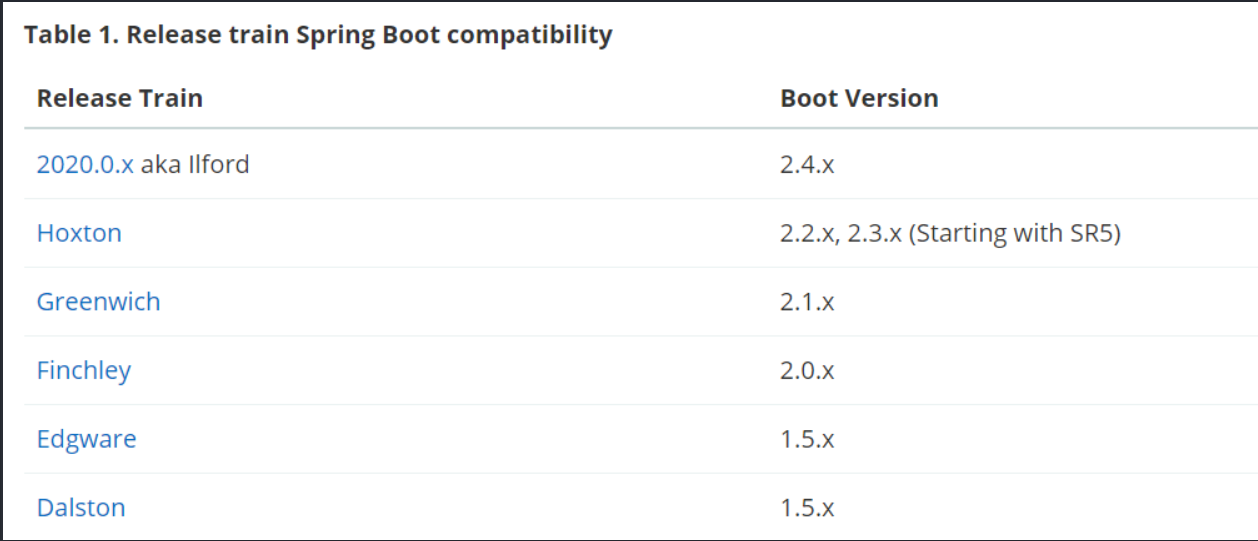 Table 1. Release train Spring Boot compatibility
Release Train Boot Version
2020.0.x aka Ilford 2.4.x
Hoxton 2.2.x, 2.3.x (Starting with SR5)
Greenwich 2.1.x
Finchley 2.0.x
Edgware 1.5.x
Dalston 1.5.x